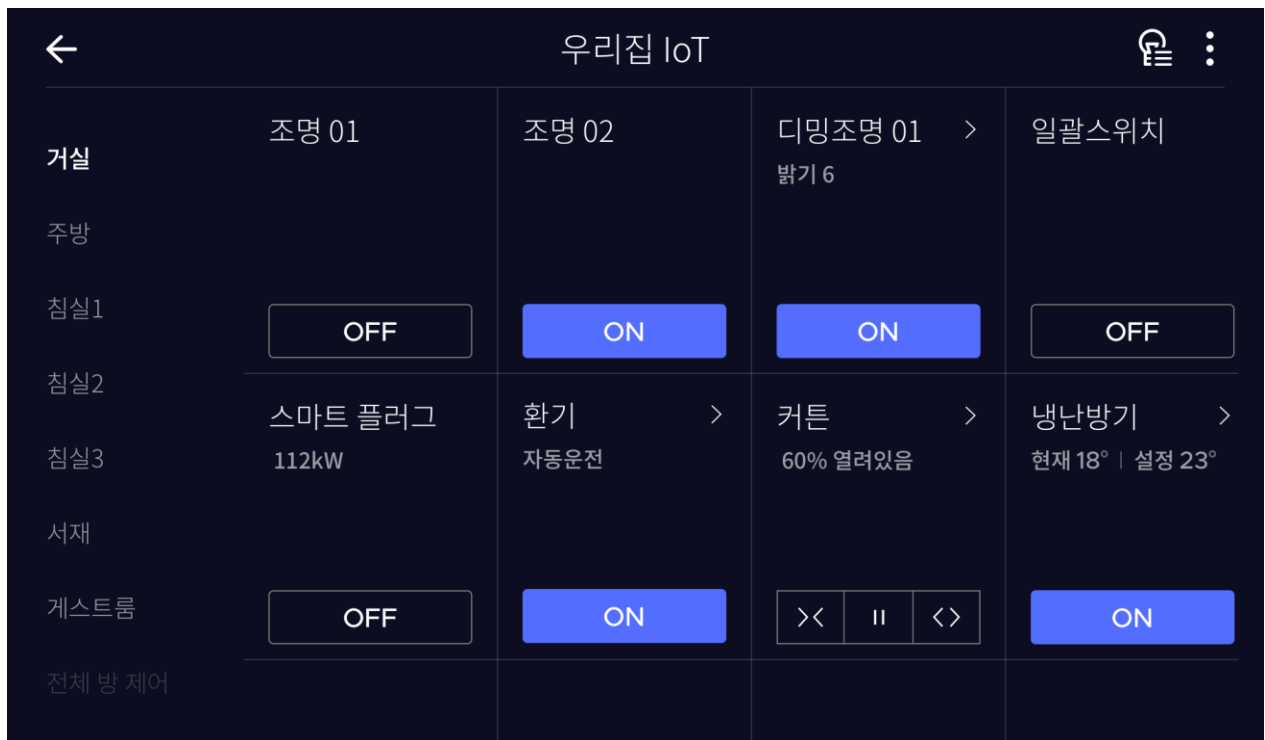 우리집 IoT
거실
주방
침실1
침실2
침실3
서재
게스트룸
전체 방 제어
조명 01
OFF
조명 02
ON
디밍조명 01 >
밝기 6
ON
일괄스위치
OFF
스마트 플러그
112kW
OFF
환기 >
자동운전
ON
커튼 >
60% 열려있음
냉난방기 >
현재 18° | 설정 23°
ON